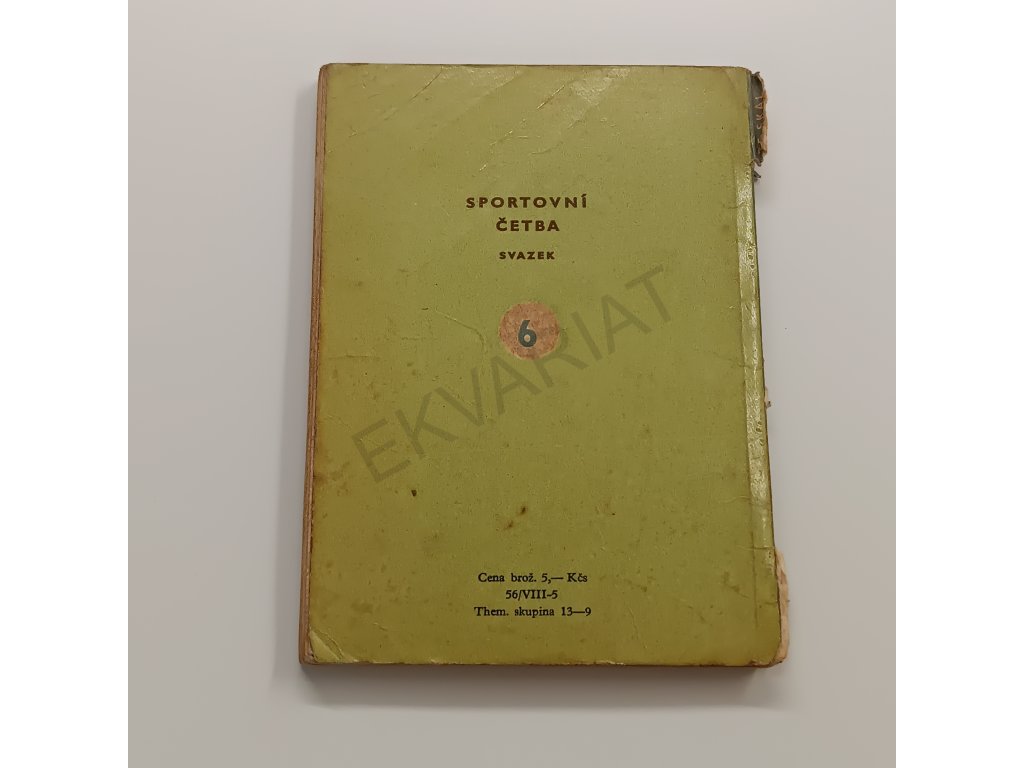 SPORTOVNÍ
ČETBA
SVAZEK
6
EKVARIAT
Cena brož. 5,— Kčs
56/VIII-5
Them. skupina 13—9